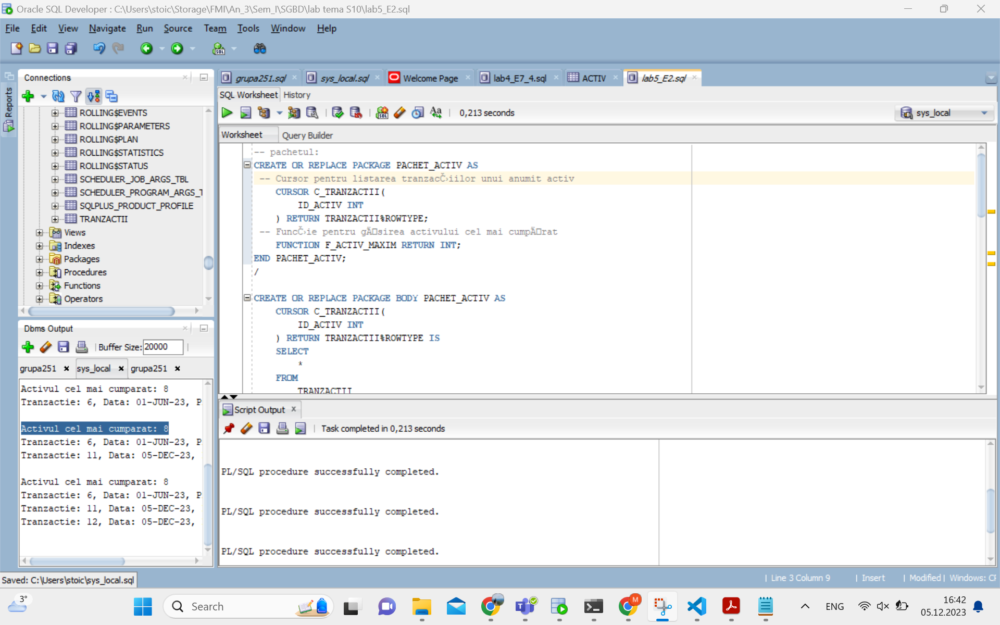 Oracle SQL Developer : C:\Users\stoic\Storage\FMI\An_3\Sem_I\SGBD\lab tema S10\lab5_E2.sql
File Edit View Navigate Run Source Team Tools Window Help
Reports
Connections
ROLLING$EVENTS
ROLLING$PARAMETERS
ROLLING$PLAN
ROLLING$STATISTICS
ROLLING$STATUS
SCHEDULER_JOB_ARGS_TBL
SCHEDULER_PROGRAM_ARGS_T
SQLPLUS_PRODUCT_PROFILE
TRANZACTII
Views
Indexes
Packages
Procedures
Functions
Operators
Dbms Output
Buffer Size: 20000
grupa251 sys_local grupa251
Activul cel mai cumparat: 8
Tranzactie: 6, Data: 01-JUN-23, P
Activul cel mai cumparat: 8
Tranzactie: 6, Data: 01-JUN-23, P
Tranzactie: 11, Data: 05-DEC-23,
Activul cel mai cumparat: 8
Tranzactie: 6, Data: 01-JUN-23, P
Tranzactie: 11, Data: 05-DEC-23,
Tranzactie: 12, Data: 05-DEC-23,
grupa251.sql sys_local.sql Welcome Page lab4_E7_4.sql ACTIV lab5_E2.sql
SQL Worksheet History
0,213 seconds
sys_local
Worksheet Query Builder
-- pachetul:
CREATE OR REPLACE PACKAGE PACHET_ACTIV AS
-- Cursor pentru listarea tranzacČ›iilor unui anumit activ
CURSOR C_TRANZACTII(
ID_ACTIV INT
) RETURN TRANZACTII%ROWTYPE;
-- FuncČ›ie pentru gÄ□sirea activului cel mai cumpÄ□rat
FUNCTION F_ACTIV_MAXIM RETURN INT;
END PACHET_ACTIV;
/
CREATE OR REPLACE PACKAGE BODY PACHET_ACTIV AS
CURSOR C_TRANZACTII(
ID_ACTIV INT
) RETURN TRANZACTII%ROWTYPE IS
SELECT
*
FROM
TRANZACTII
Script Output
Task completed in 0,213 seconds
PL/SQL procedure successfully completed.
PL/SQL procedure successfully completed.
PL/SQL procedure successfully completed.
Saved: C:\Users\stoic\sys_local.sql
Line 3 Column 9 | Insert | Modified | Windows: CF
3°
Search
M
ENG
16:42
05.12.2023